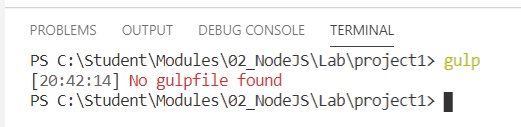 PROBLEMS OUTPUT DEBUG CONSOLE TERMINAL
PS C:\Student\Modules\02_NodeJS\Lab\project1> gulp
[20:42:14] No gulpfile found
PS C:\Student\Modules\02_NodeJS\Lab\project1>